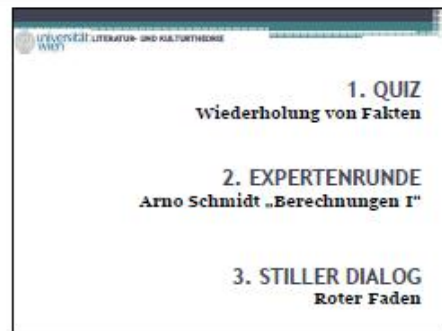 universität
wien
LITERATUR- UND KULTURTHEORIE
1. QUIZ
Wiederholung von Fakten
2. EXPERTENRUNDE
Arno Schmidt „Berechnungen I“
3. STILLER DIALOG
Roter Faden